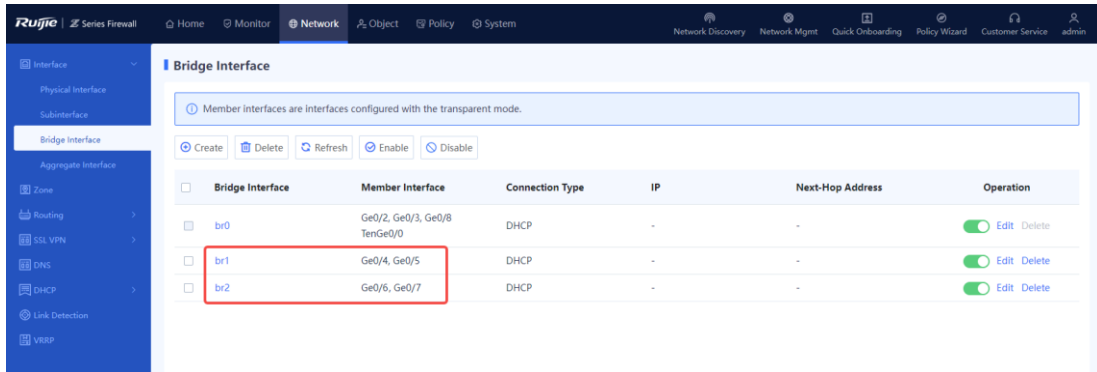 Ruijie | Z Series Firewall
Home Monitor Network Object Policy System
Network Discovery Network Mgmt Quick Onboarding Policy Wizard Customer Service admin
Interface
Physical Interface
Subinterface
Bridge Interface
Aggregate Interface
Zone
Routing
SSL VPN
DNS
DHCP
Link Detection
VRRP
Bridge Interface
Member interfaces are interfaces configured with the transparent mode.
Create Delete Refresh Enable Disable
Bridge Interface Member Interface Connection Type IP Next-Hop Address Operation
br0 Ge0/2, Ge0/3, Ge0/8 DHCP - - Edit Delete
TenGe0/0
br1 Ge0/4, Ge0/5 DHCP - - Edit Delete
br2 Ge0/6, Ge0/7 DHCP - - Edit Delete